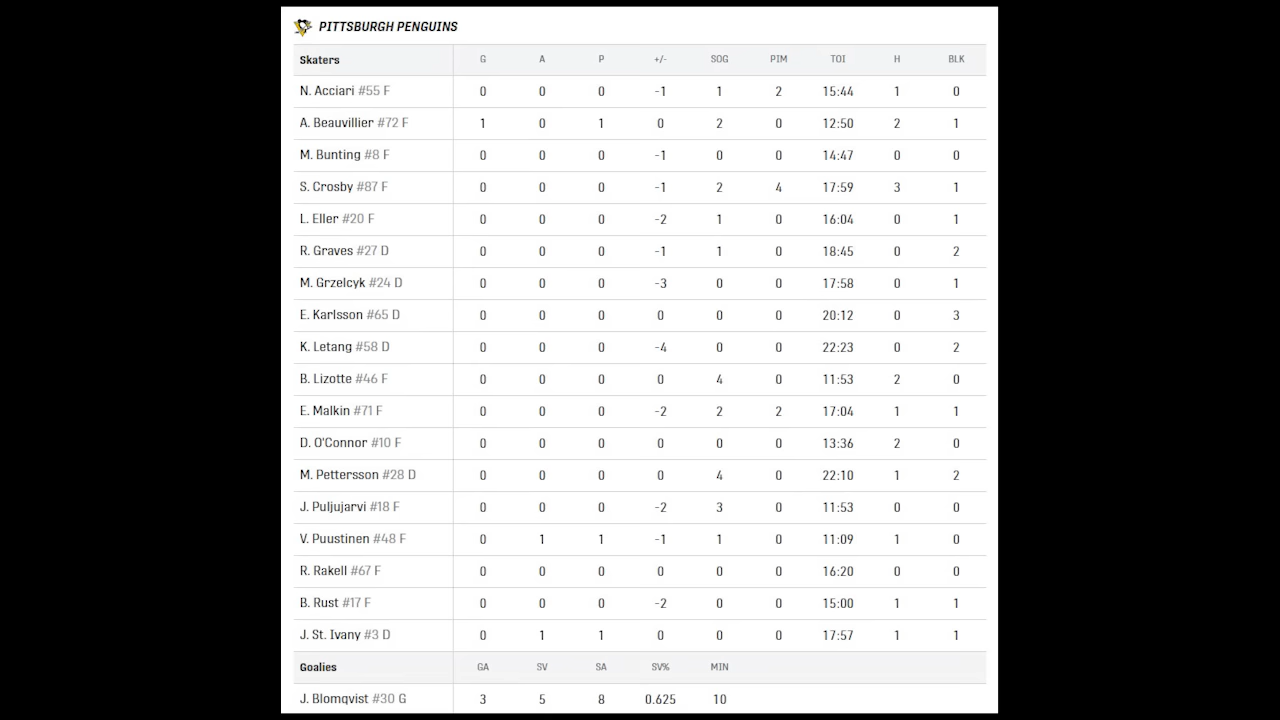 PITTSBURGH PENGUINS
Skaters G A P +/- SOG PIM TOI H BLK
N. Acciari #55 F 0 0 0 -1 1 2 15:44 1 0
A. Beauvillier #72 F 1 0 1 0 2 0 12:50 2 1
M. Bunting #8 F 0 0 0 -1 0 0 14:47 0 0
S. Crosby #87 F 0 0 0 -1 2 4 17:59 3 1
L. Eller #20 F 0 0 0 -2 1 0 16:04 0 1
R. Graves #27 D 0 0 0 -1 1 0 18:45 0 2
M. Grzelcyk #24 D 0 0 0 -3 0 0 17:58 0 1
E. Karlsson #65 D 0 0 0 0 0 0 20:12 0 3
K. Letang #58 D 0 0 0 -4 0 0 22:23 0 2
B. Lizotte #46 F 0 0 0 0 4 0 11:53 2 0
E. Malkin #71 F 0 0 0 -2 2 2 17:04 1 1
D. O'Connor #10 F 0 0 0 0 0 0 13:36 2 0
M. Pettersson #28 D 0 0 0 0 4 0 22:10 1 2
J. Puljujarvi #18 F 0 0 0 -2 3 0 11:53 0 0
V. Puustinen #48 F 0 1 1 -1 1 0 11:09 1 0
R. Rakell #67 F 0 0 0 0 0 0 16:20 0 0
B. Rust #17 F 0 0 0 -2 0 0 15:00 1 1
J. St. Ivany #3 D 0 1 1 0 0 0 17:57 1 1
Goalies GA SV SA SV% MIN
J. Blomqvist #30 G 3 5 8 0.625 10